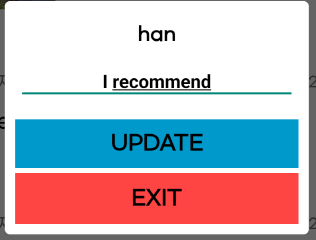 han
I recommend
UPDATE
EXIT